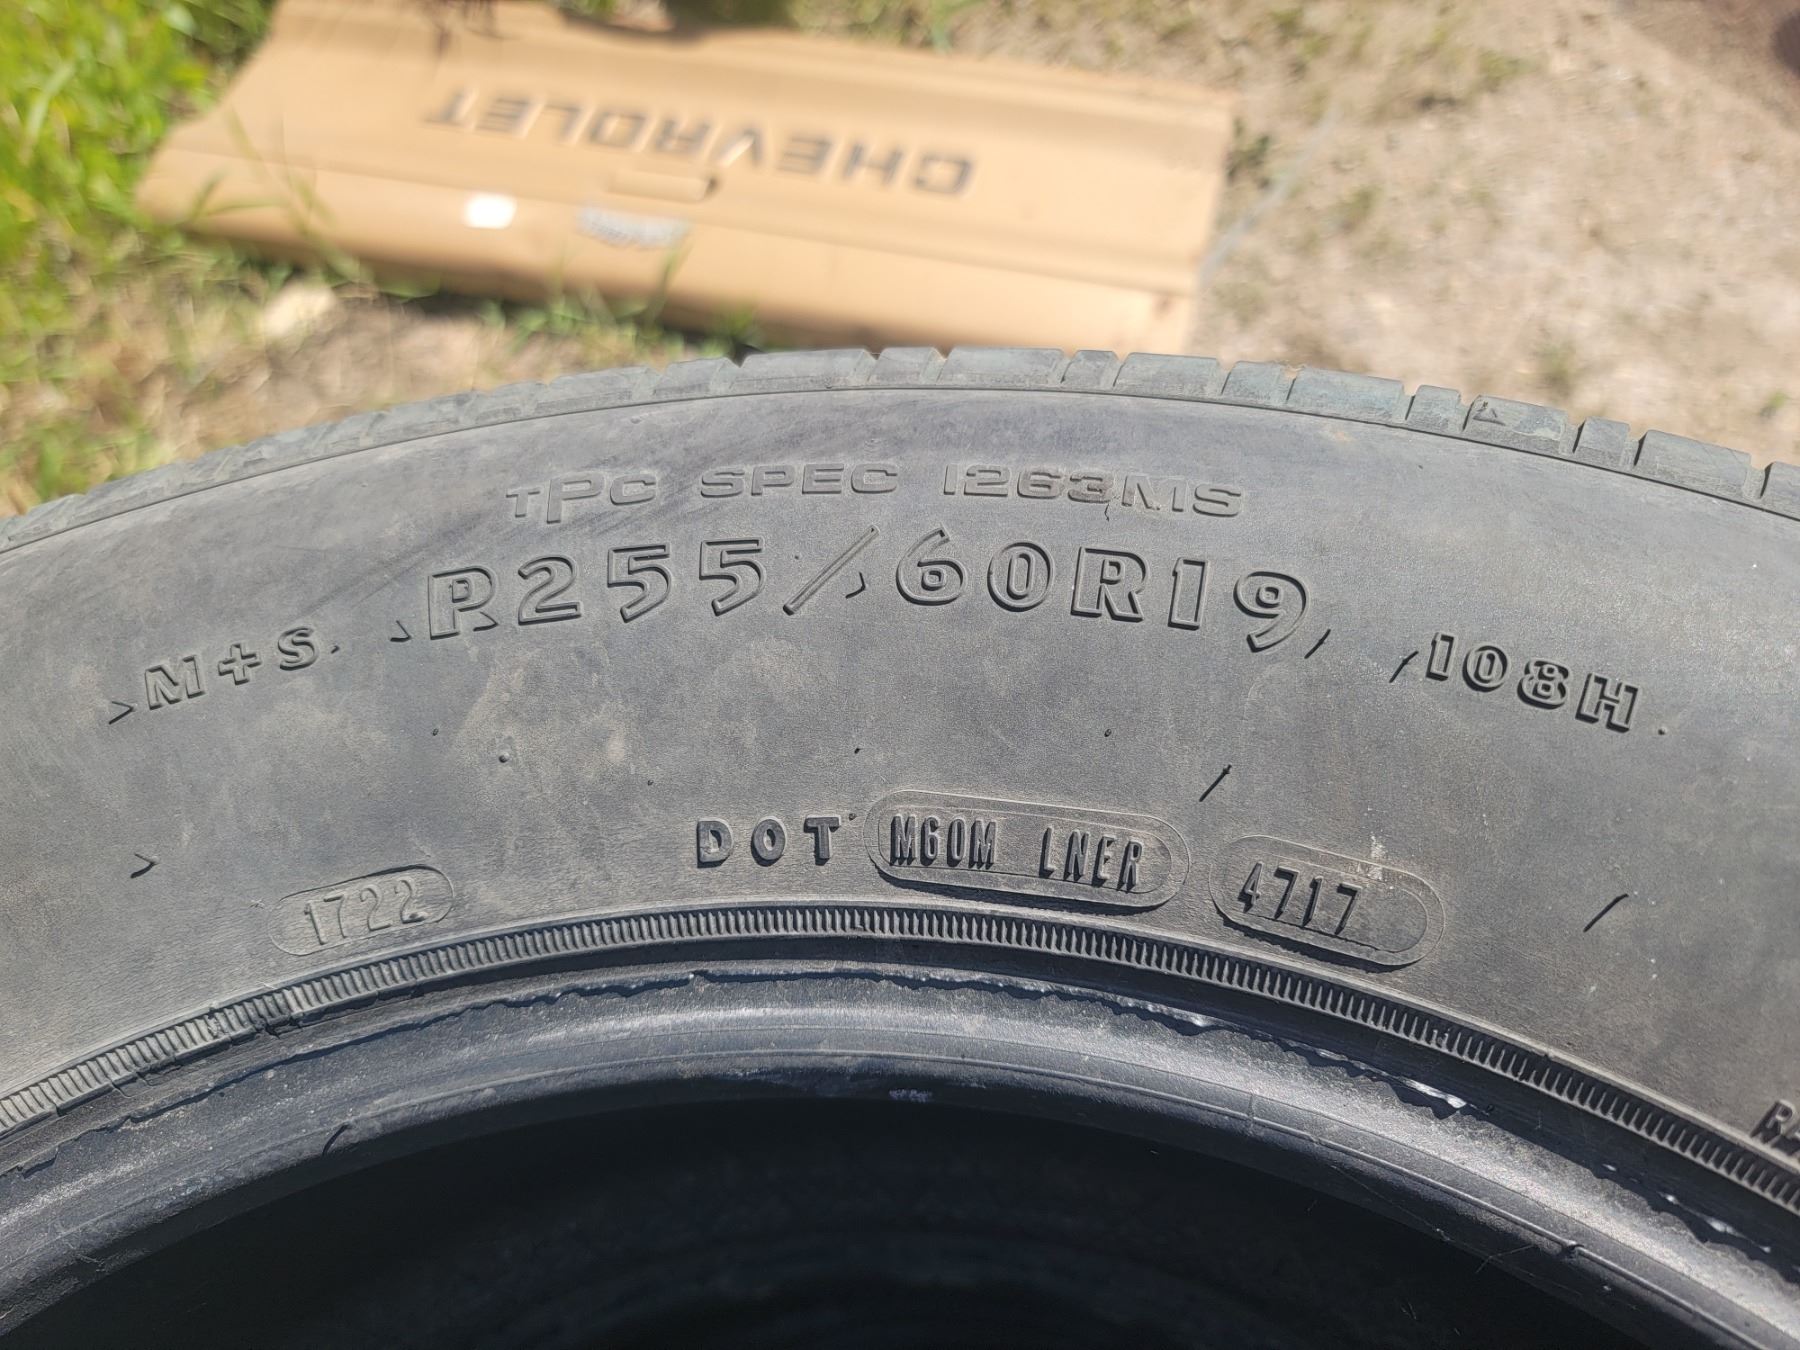 CHEVROLET
TPC SPEC 1263MS
M+S. P255/60R19 108H
DOT M60M LNER 4717
1722